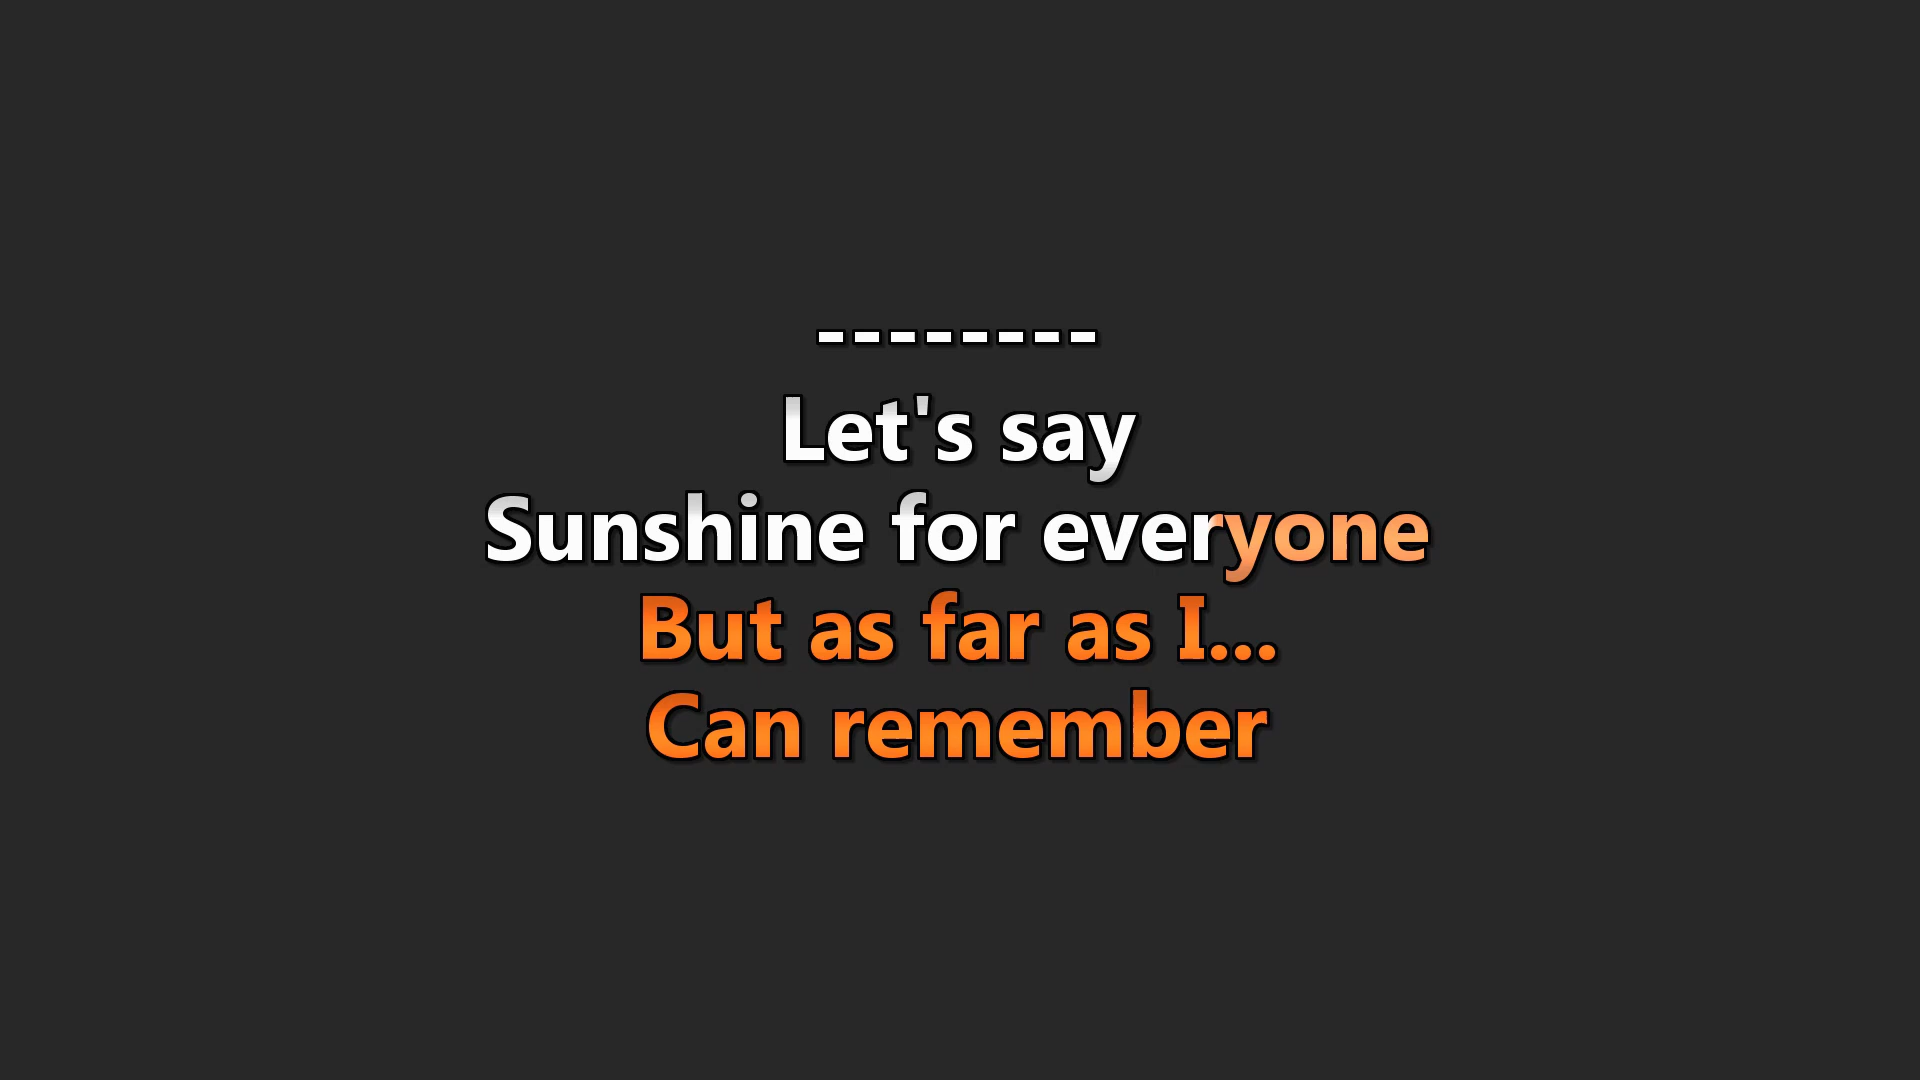 --------
Let's say
Sunshine for everyone
But as far as I...
Can remember